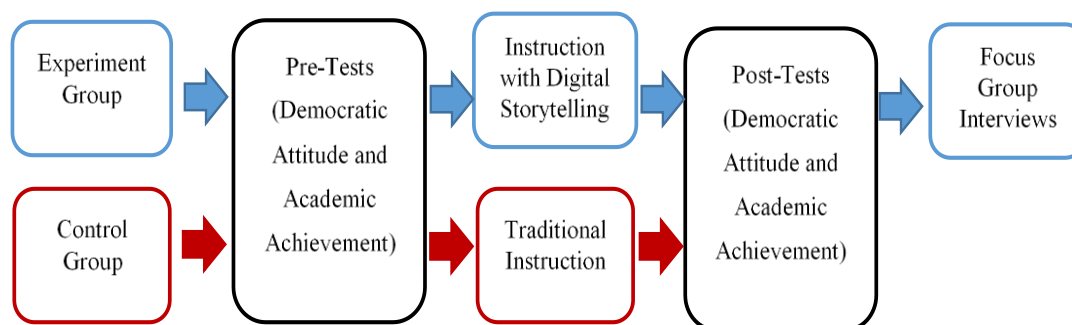 Experiment
Group
Pre-Tests
(Democratic
Attitude and
Academic
Achievement)
Instruction
with Digital
Storytelling
Post-Tests
(Democratic
Attitude and
Academic
Achievement)
Focus
Group
Interviews
Control
Group
Traditional
Instruction